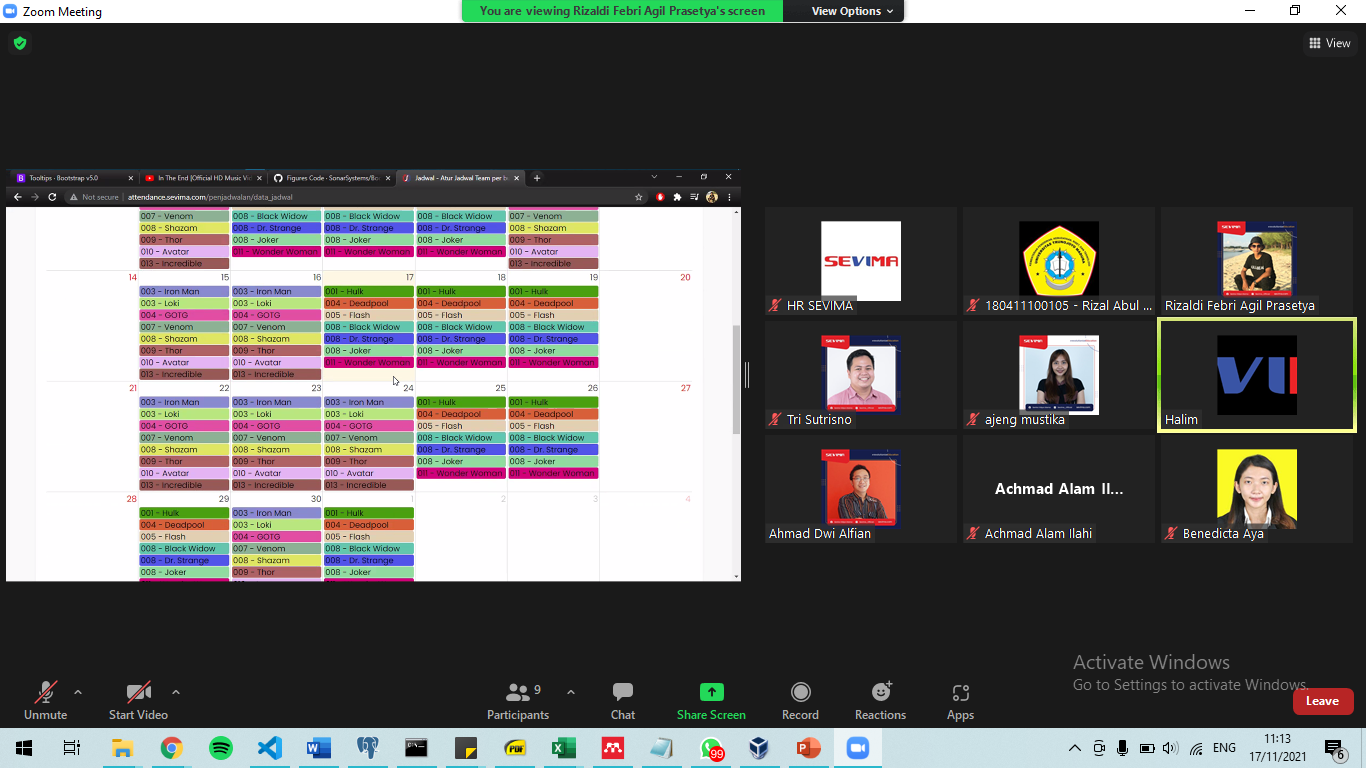 Zoom Meeting
You are viewing Rizaldi Febri Agil Prasetya's screen
View Options
View
Tooltips - Bootstrap v5.0
In The End [Official HD Music Vi
Figures Code · SonarSystems/Bo
Jadwal - Atur Jadwal Team per b
Not secure | attendance.sevima.com/penjadwalan/data_jadwal
007 - Venom 008 - Black Widow 008 - Black Widow 008 - Black Widow 007 - Venom
008 - Shazam 008 - Dr. Strange 008 - Dr. Strange 008 - Dr. Strange 008 - Shazam
009 - Thor 008 - Joker 008 - Joker 008 - Joker 009 - Thor
010 - Avatar 011 - Wonder Woman 011 - Wonder Woman 011 - Wonder Woman 010 - Avatar
013 - Incredible 013 - Incredible
14 15 16 17 18 19 20
003 - Iron Man 003 - Iron Man 001 - Hulk 001 - Hulk 001 - Hulk
003 - Loki 003 - Loki 004 - Deadpool 004 - Deadpool 004 - Deadpool
004 - GOTG 004 - GOTG 005 - Flash 005 - Flash 005 - Flash
007 - Venom 007 - Venom 008 - Black Widow 008 - Black Widow 008 - Black Widow
008 - Shazam 008 - Shazam 008 - Dr. Strange 008 - Dr. Strange 008 - Dr. Strange
009 - Thor 009 - Thor 008 - Joker 008 - Joker 008 - Joker
010 - Avatar 010 - Avatar 011 - Wonder Woman 011 - Wonder Woman 011 - Wonder Woman
013 - Incredible 013 - Incredible
21 22 23 24 25 26 27
003 - Iron Man 003 - Iron Man 003 - Iron Man 001 - Hulk 001 - Hulk
003 - Loki 003 - Loki 003 - Loki 004 - Deadpool 004 - Deadpool
004 - GOTG 004 - GOTG 004 - GOTG 005 - Flash 005 - Flash
007 - Venom 007 - Venom 007 - Venom 008 - Black Widow 008 - Black Widow
008 - Shazam 008 - Shazam 008 - Shazam 008 - Dr. Strange 008 - Dr. Strange
009 - Thor 009 - Thor 009 - Thor 008 - Joker 008 - Joker
010 - Avatar 010 - Avatar 010 - Avatar 011 - Wonder Woman 011 - Wonder Woman
013 - Incredible 013 - Incredible 013 - Incredible
28 29 30 1 2 3 4
001 - Hulk 003 - Iron Man 001 - Hulk
004 - Deadpool 003 - Loki 004 - Deadpool
005 - Flash 004 - GOTG 005 - Flash
008 - Black Widow 007 - Venom 008 - Black Widow
008 - Dr. Strange 008 - Shazam 008 - Dr. Strange
008 - Joker 009 - Thor 008 - Joker
SEVIMA
HR SEVIMA
180411100105 - Rizal Abul ...
SEVIMA
Rizaldi Febri Agil Prasetya
SEVIMA
Tri Sutrisno
SEVIMA
ajeng mustika
VI
Halim
SEVIMA
Ahmad Dwi Alfian
Achmad Alam Il...
Achmad Alam Ilahi
Benedicta Aya
Activate Windows
Go to Settings to activate Windows.
Unmute
Start Video
9
Participants
Chat
Share Screen
Record
Reactions
Apps
Leave
PDF
99
ENG
11:13
17/11/2021
6